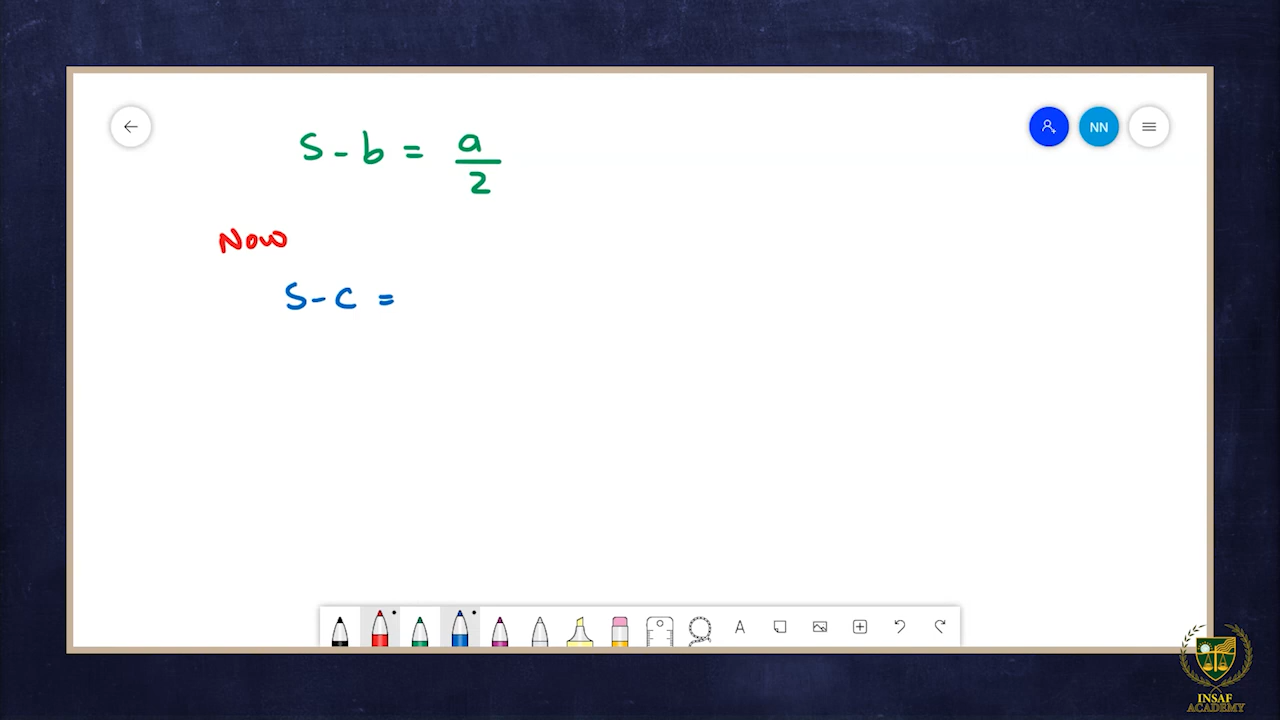 S - b = a/2
NN
Now
S - c =
A
INSAF
ACADEMY